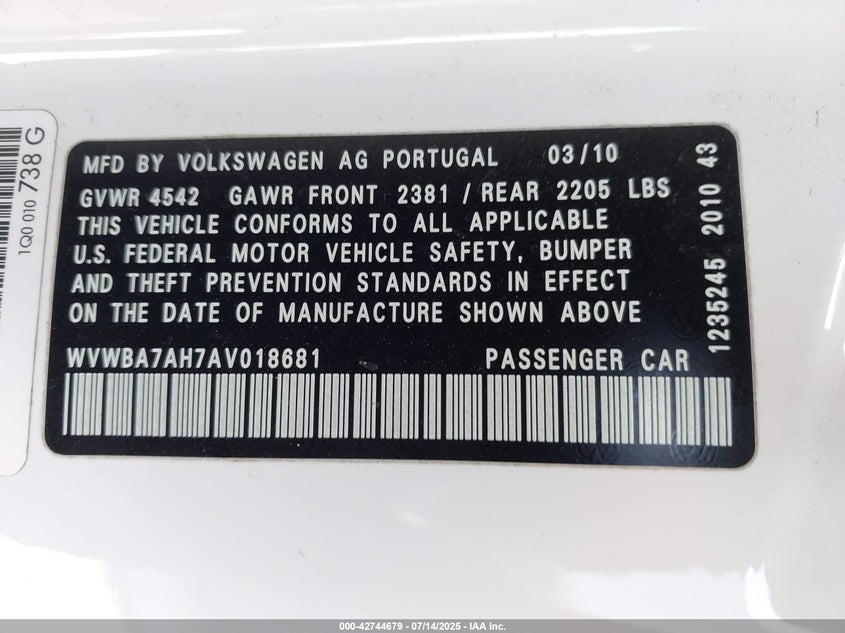 MFD BY VOLKSWAGEN AG PORTUGAL 03/10
GVWR 4542 GAWR FRONT 2381 / REAR 2205 LBS
THIS VEHICLE CONFORMS TO ALL APPLICABLE
U.S. FEDERAL MOTOR VEHICLE SAFETY, BUMPER
AND THEFT PREVENTION STANDARDS IN EFFECT
ON THE DATE OF MANUFACTURE SHOWN ABOVE
WVWBA7AH7AV018681 PASSENGER CAR
1235245 2010 43
1Q0 010 738 G
000-42744679 - 07/14/2025 - IAA Inc.